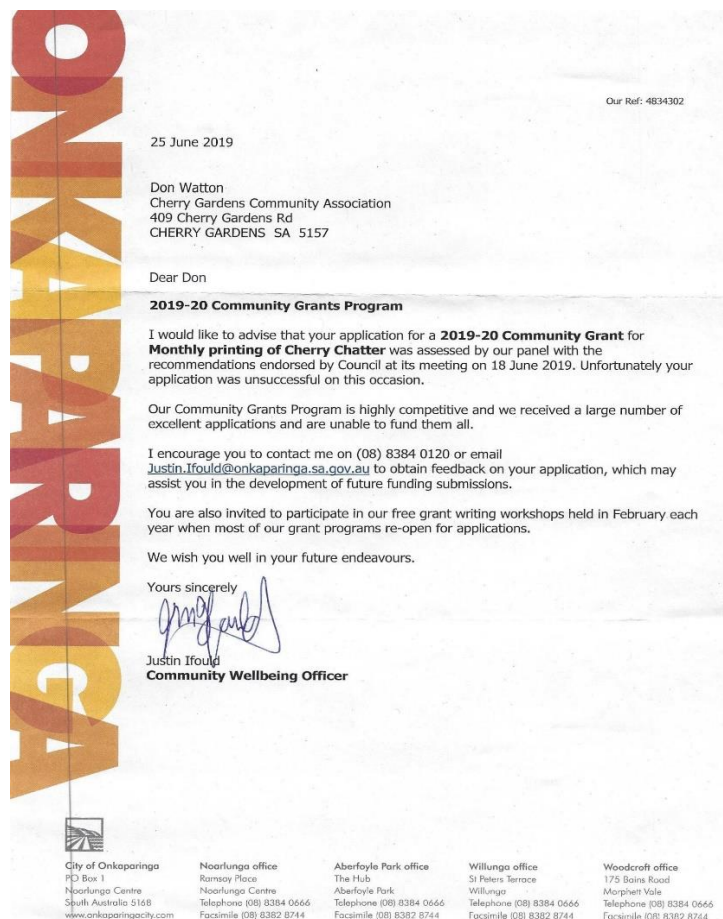 ONKAPARINGA
Our Ref: 4834302
25 June 2019
Don Watton
Cherry Gardens Community Association
409 Cherry Gardens Rd
CHERRY GARDENS SA 5157
Dear Don
2019-20 Community Grants Program
I would like to advise that your application for a 2019-20 Community Grant for
Monthly printing of Cherry Chatter was assessed by our panel with the
recommendations endorsed by Council at its meeting on 18 June 2019. Unfortunately your
application was unsuccessful on this occasion.
Our Community Grants Program is highly competitive and we received a large number of
excellent applications and are unable to fund them all.
I encourage you to contact me on (08) 8384 0120 or email
Justin.Ifould@onkaparinga.sa.gov.au to obtain feedback on your application, which may
assist you in the development of future funding submissions.
You are also invited to participate in our free grant writing workshops held in February each
year when most of our grant programs re-open for applications.
We wish you well in your future endeavours.
Yours sincerely
Justin Ifould
Community Wellbeing Officer
City of Onkaparinga
PO Box 1
Noarlunga Centre
South Australia 5168
www.onkaparingacity.com
Noarlunga office
Ramsay Place
Noarlunga Centre
Telephone (08) 8384 0666
Facsimile (08) 8382 8744
Aberfoyle Park office
The Hub
Aberfoyle Park
Telephone (08) 8384 0666
Facsimile (08) 8382 8744
Willunga office
St Peters Terrace
Willunga
Telephone (08) 8384 0666
Facsimile (08) 8382 8744
Woodcroft office
175 Bains Road
Morphett Vale
Telephone (08) 8384 0666
Facsimile (08) 8382 8744